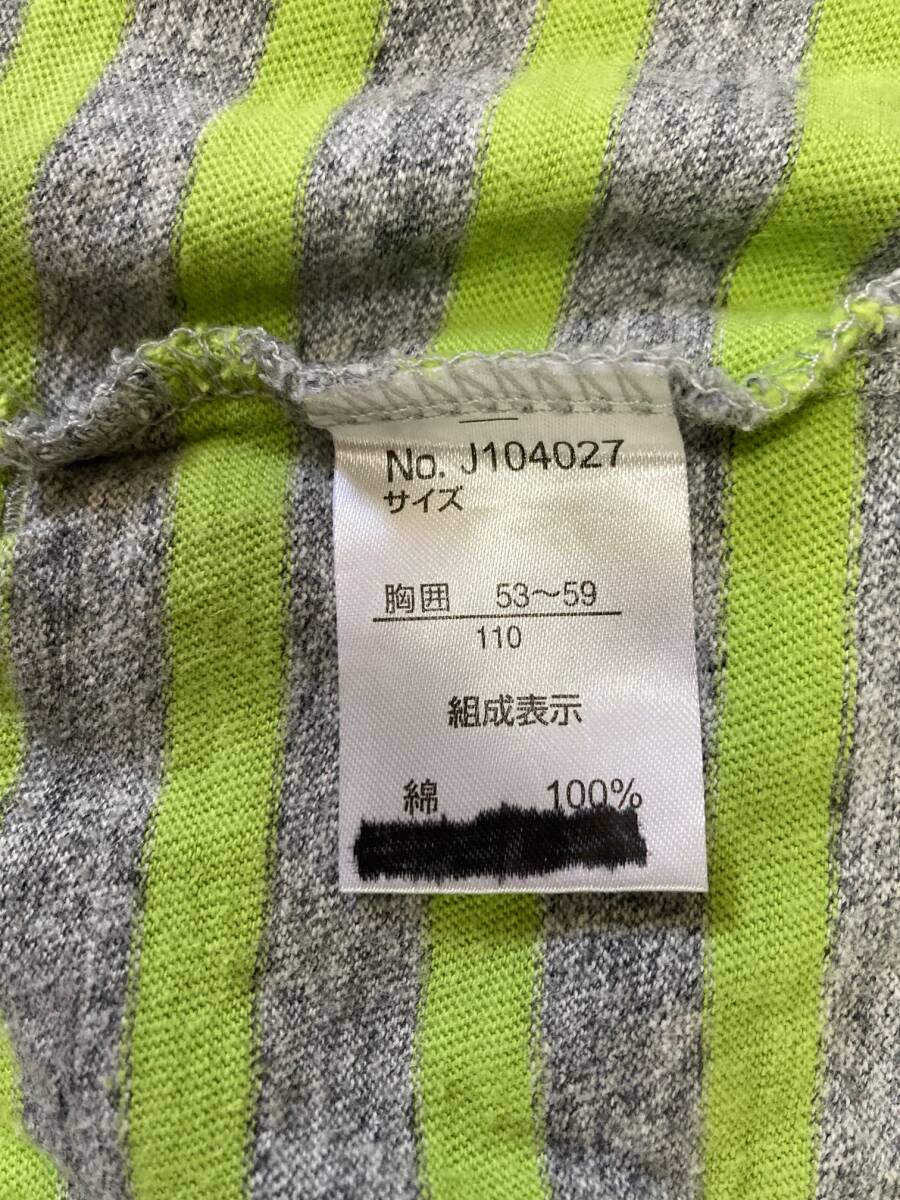 No. J104027
サイズ
胸囲 53〜59
110
組成表示
綿 100%